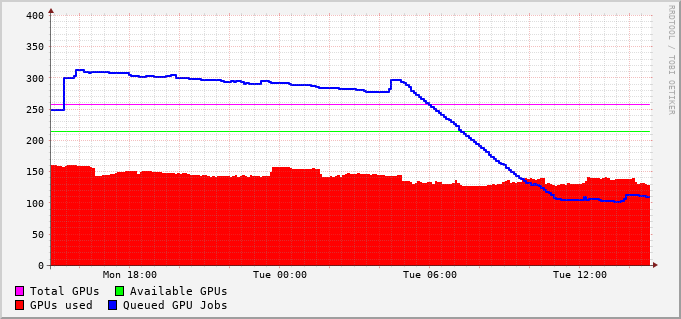 400
350
300
250
200
150
100
50
0
Mon 18:00 Tue 00:00 Tue 06:00 Tue 12:00
Total GPUs Available GPUs
GPUs used Queued GPU Jobs
RRDTOOL / TOBI OETIKER